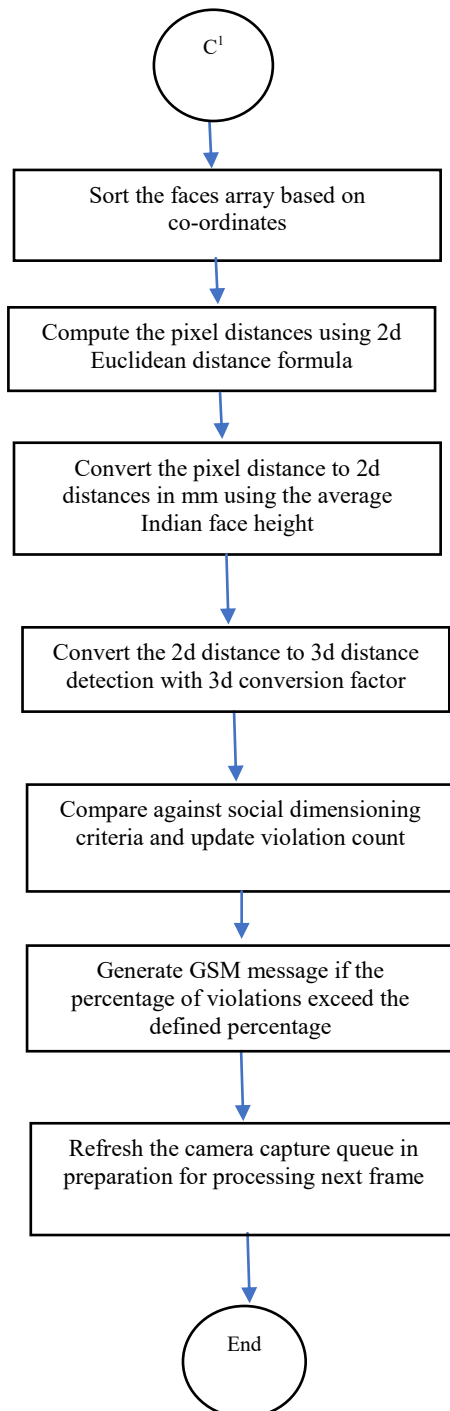 C¹
Sort the faces array based on
co-ordinates
Compute the pixel distances using 2d
Euclidean distance formula
Convert the pixel distance to 2d
distances in mm using the average
Indian face height
Convert the 2d distance to 3d distance
detection with 3d conversion factor
Compare against social dimensioning
criteria and update violation count
Generate GSM message if the
percentage of violations exceed the
defined percentage
Refresh the camera capture queue in
preparation for processing next frame
End